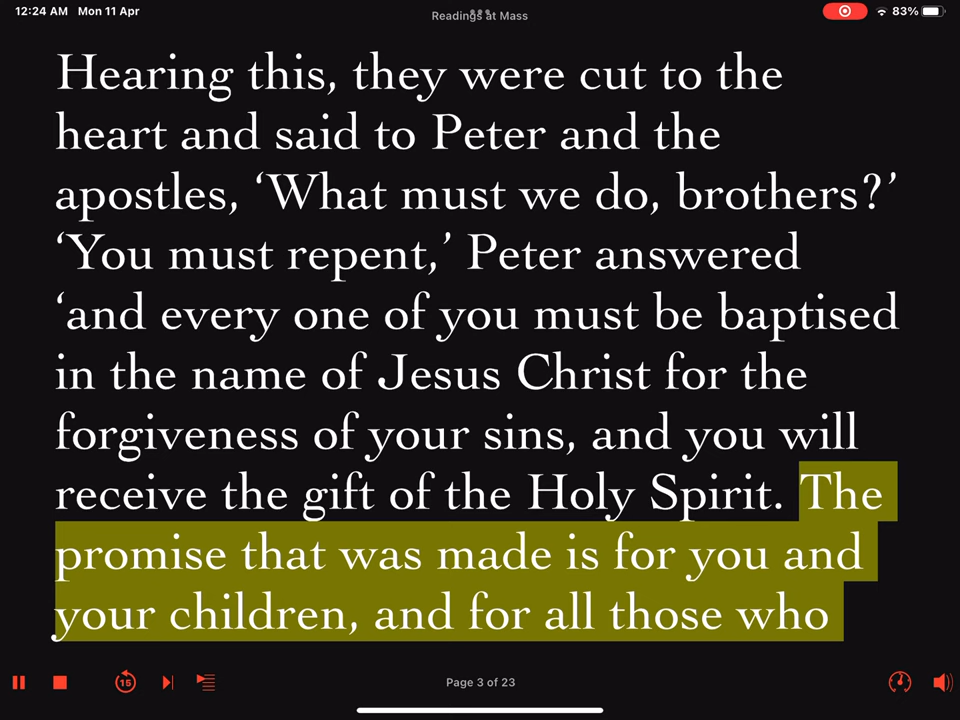 12:24 AM Mon 11 Apr
Readings at Mass
83%
Hearing this, they were cut to the
heart and said to Peter and the
apostles, ‘What must we do, brothers?’
‘You must repent,’ Peter answered
‘and every one of you must be baptised
in the name of Jesus Christ for the
forgiveness of your sins, and you will
receive the gift of the Holy Spirit. The
promise that was made is for you and
your children, and for all those who
15
Page 3 of 23